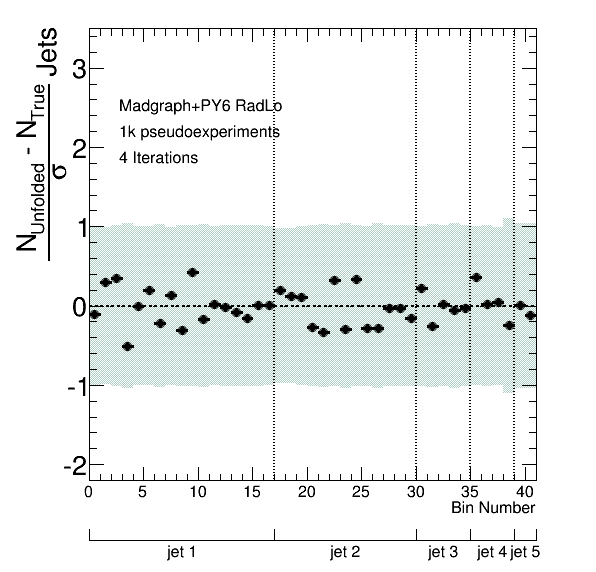 N_Unfolded - N_True
σ
Jets
3
2
1
0
-1
-2
Madgraph+PY6 RadLo
1k pseudoexperiments
4 Iterations
0 5 10 15 20 25 30 35 40
Bin Number
jet 1 jet 2 jet 3 jet 4 jet 5